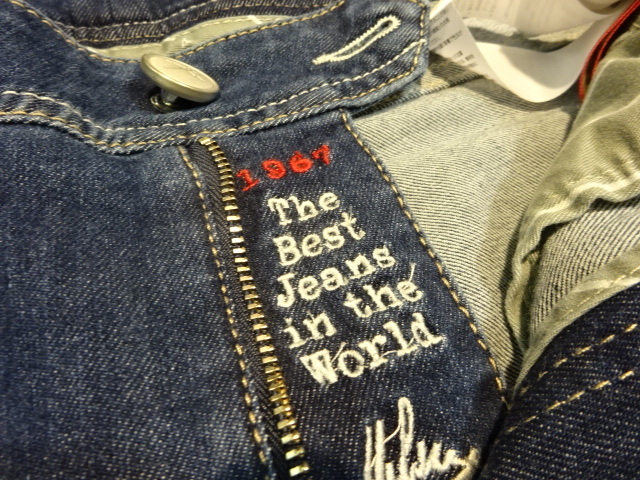 1967
The
Best
Jeans
in the
World